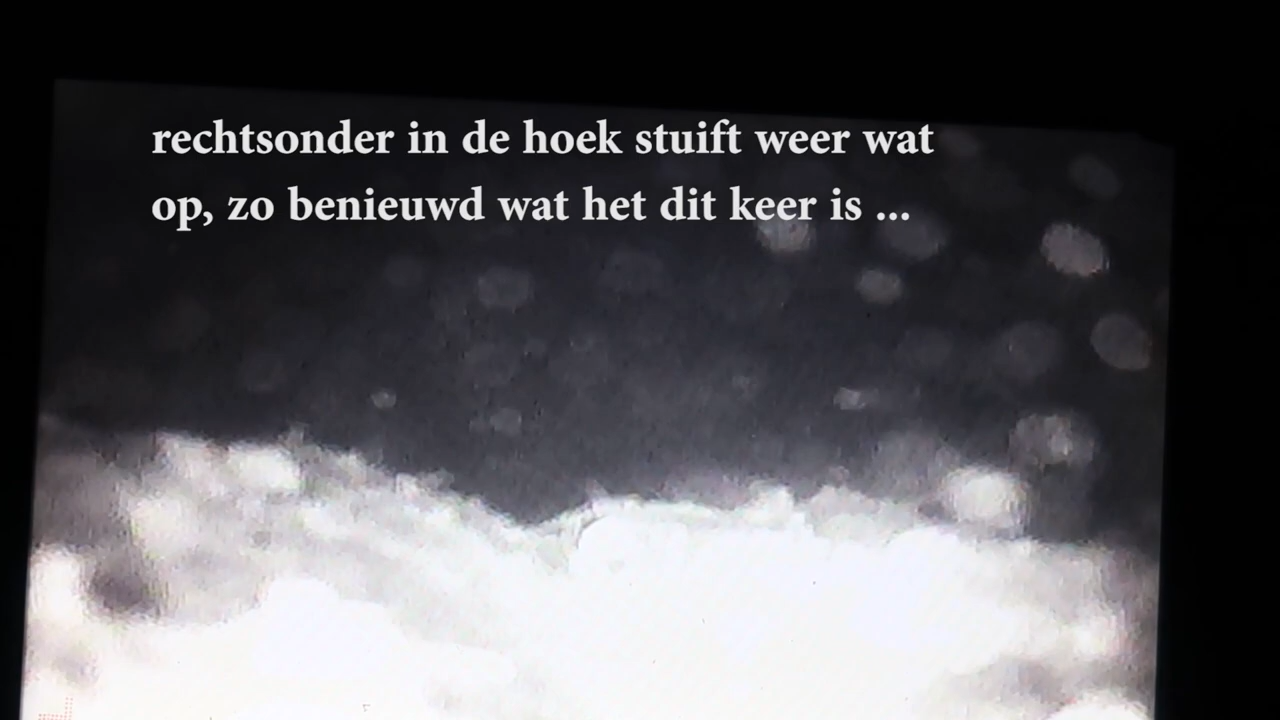 rechtsonder in de hoek stuift weer wat
op, zo benieuwd wat het dit keer is ...